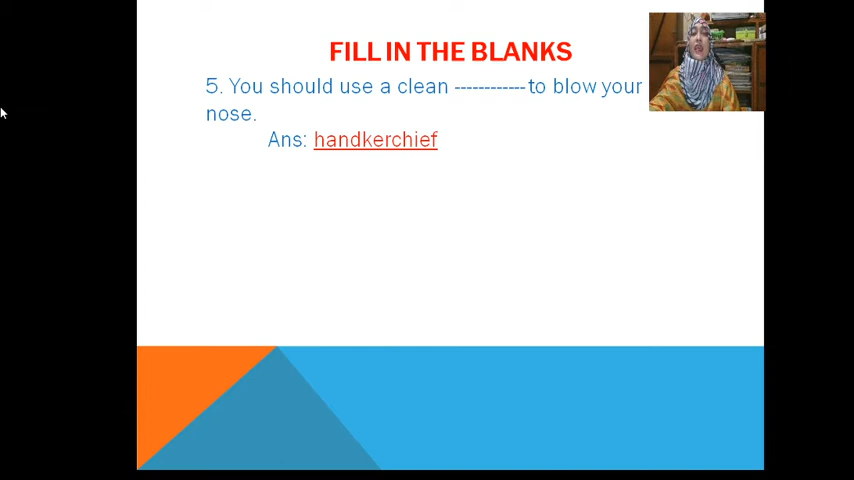 FILL IN THE BLANKS
5. You should use a clean ------------ to blow your
nose.
Ans: handkerchief